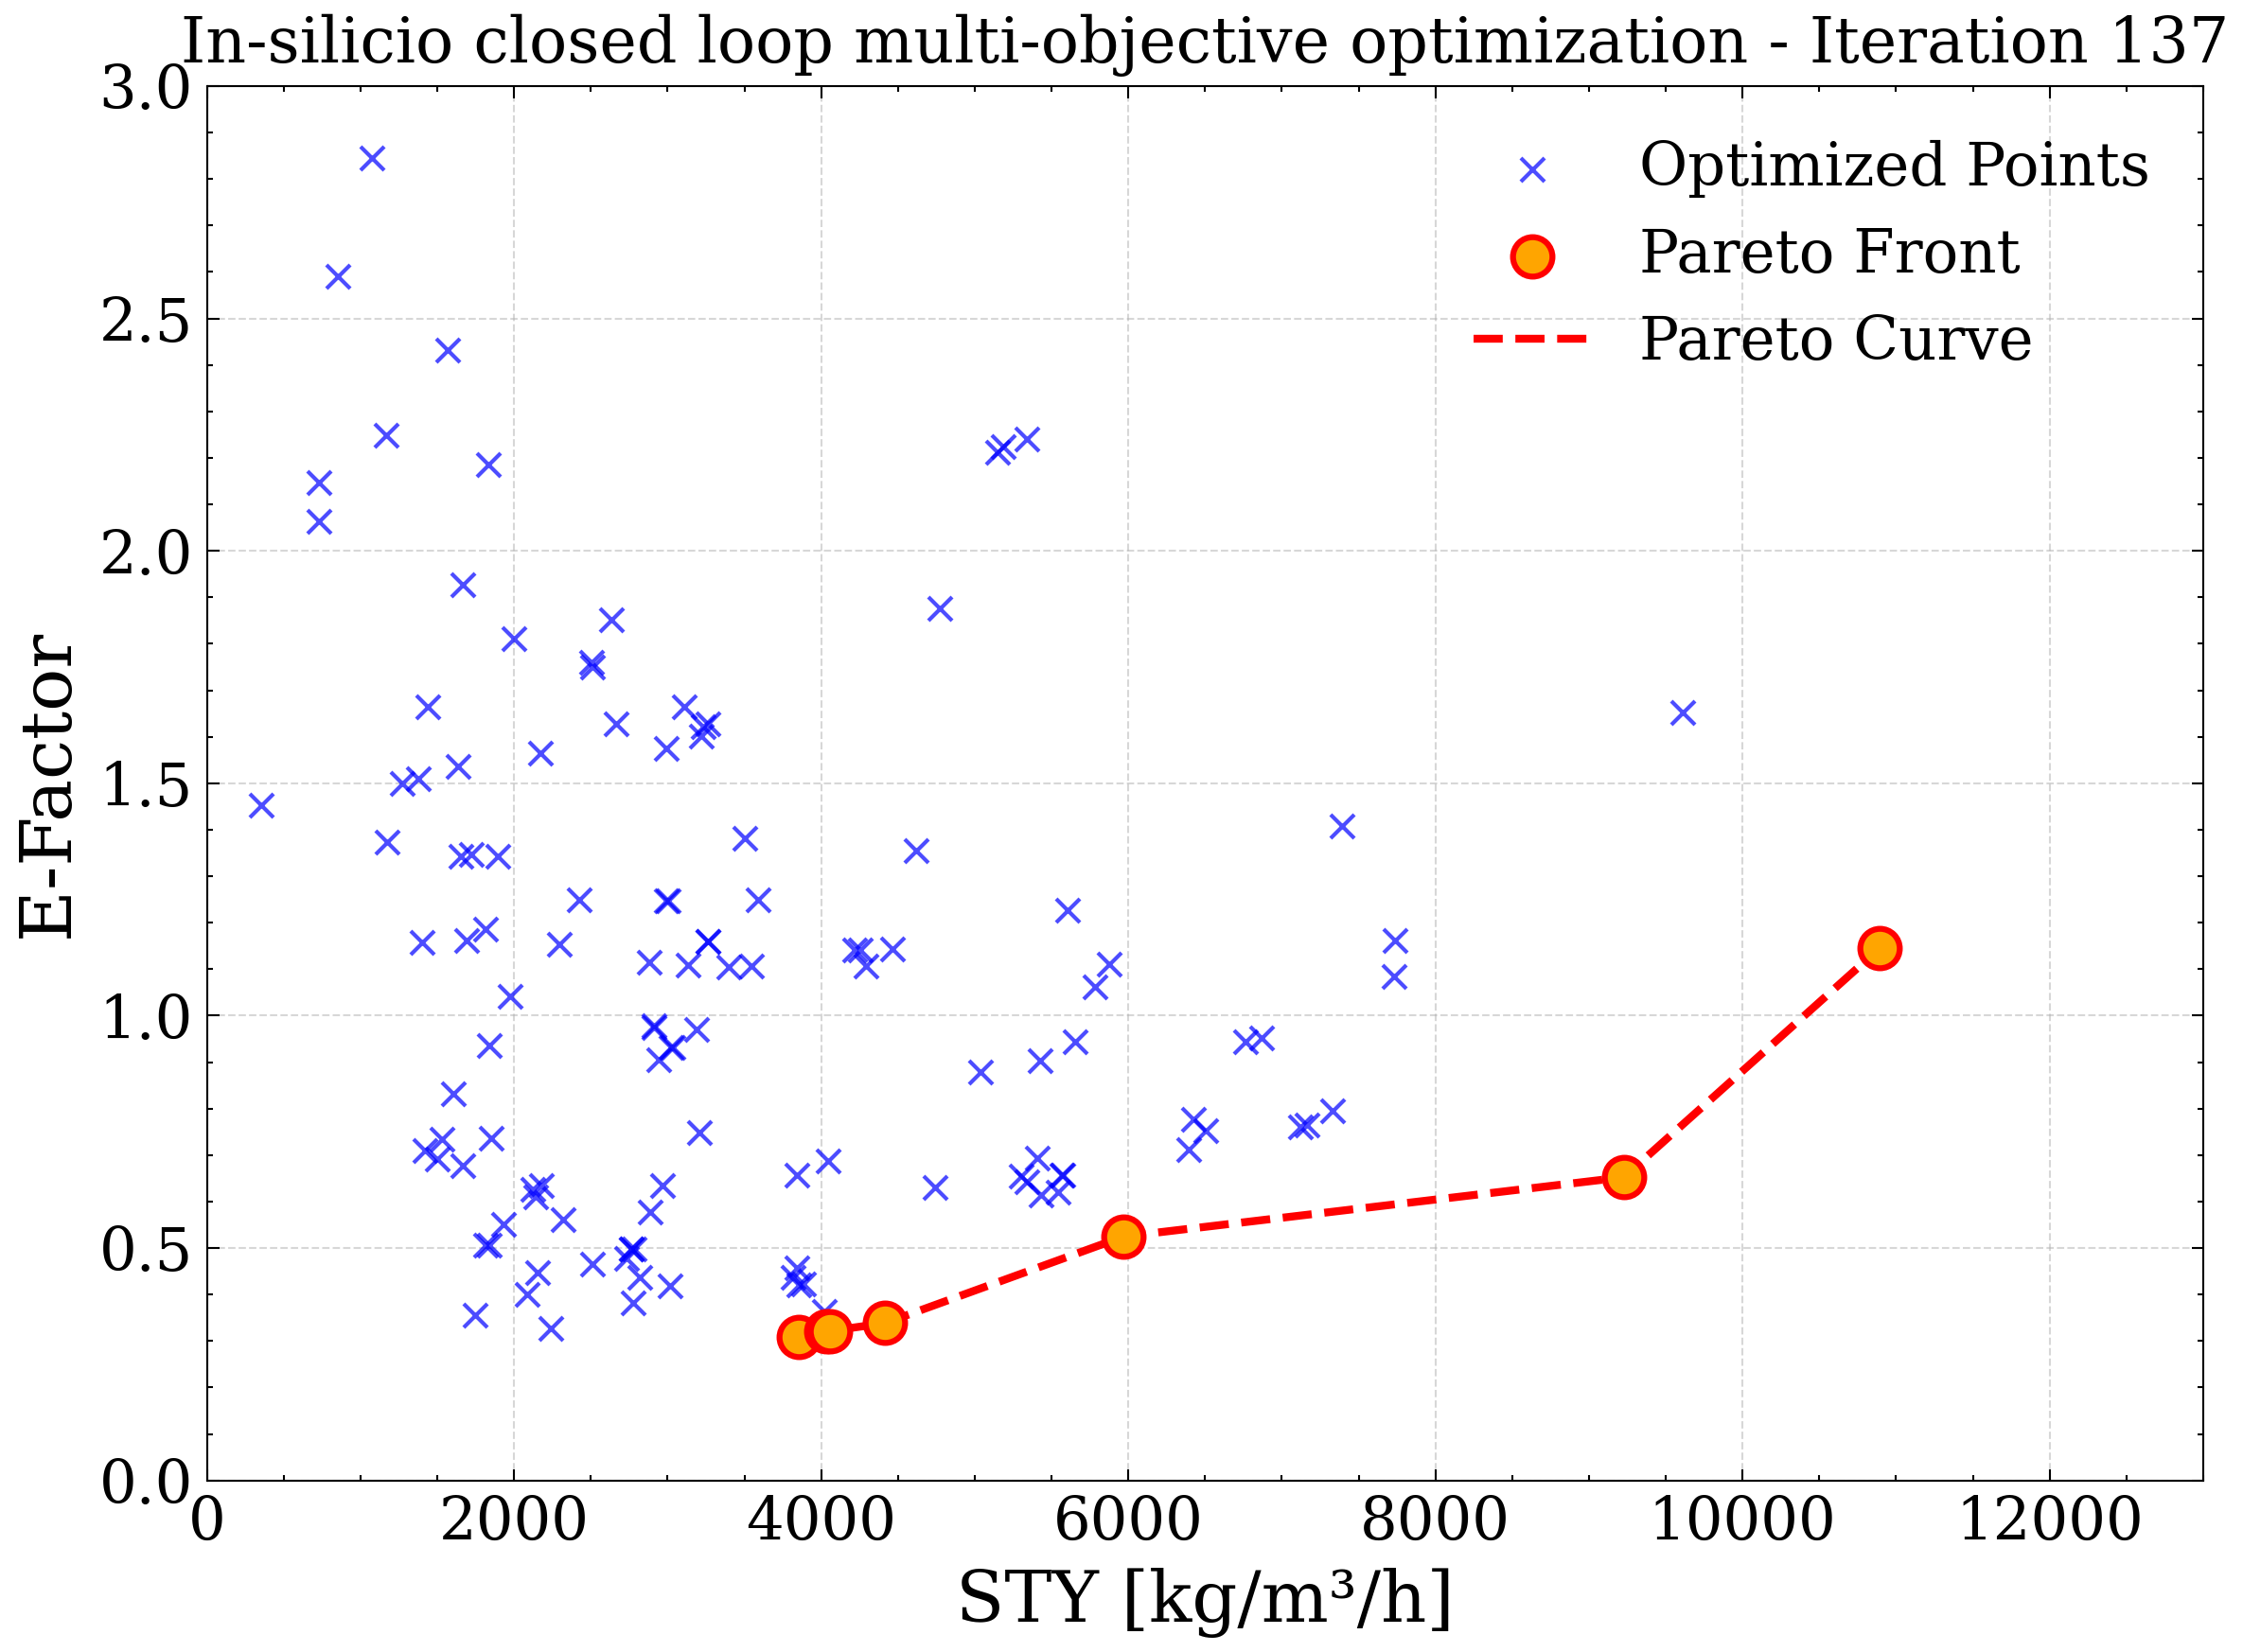 In-silicio closed loop multi-objective optimization - Iteration 137
Optimized Points
Pareto Front
Pareto Curve
E-Factor
3.0
2.5
2.0
1.5
1.0
0.5
0.0
0 2000 4000 6000 8000 10000 12000
STY [kg/m³/h]